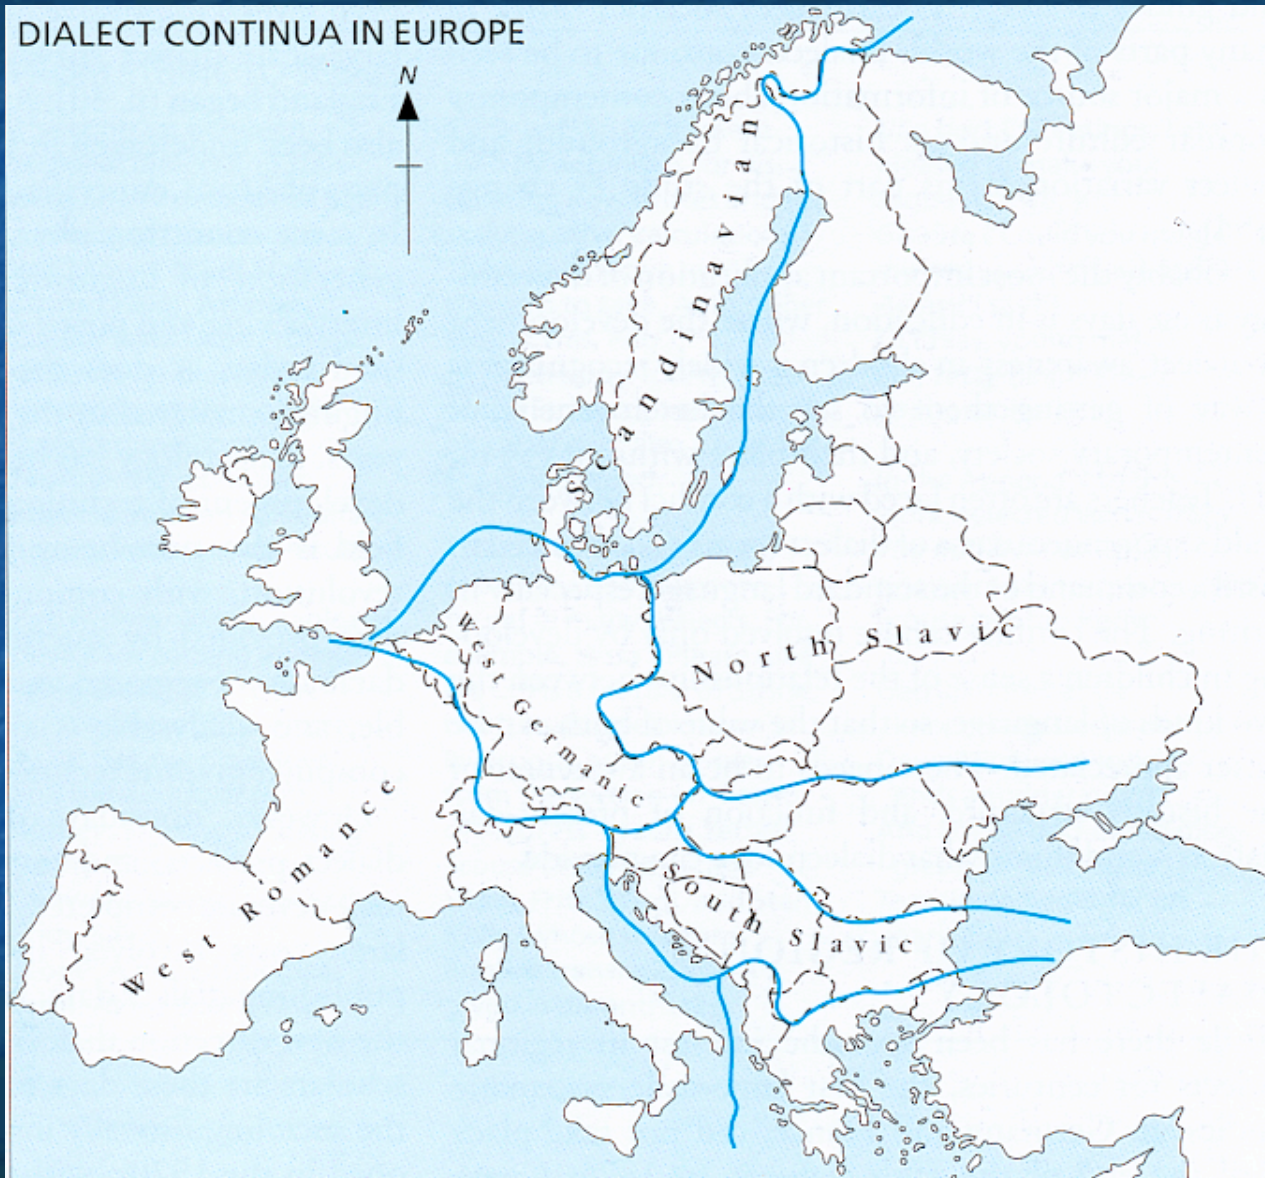 DIALECT CONTINUA IN EUROPE
N
Scandinavian
North Slavic
West Germanic
West Romance
South Slavic